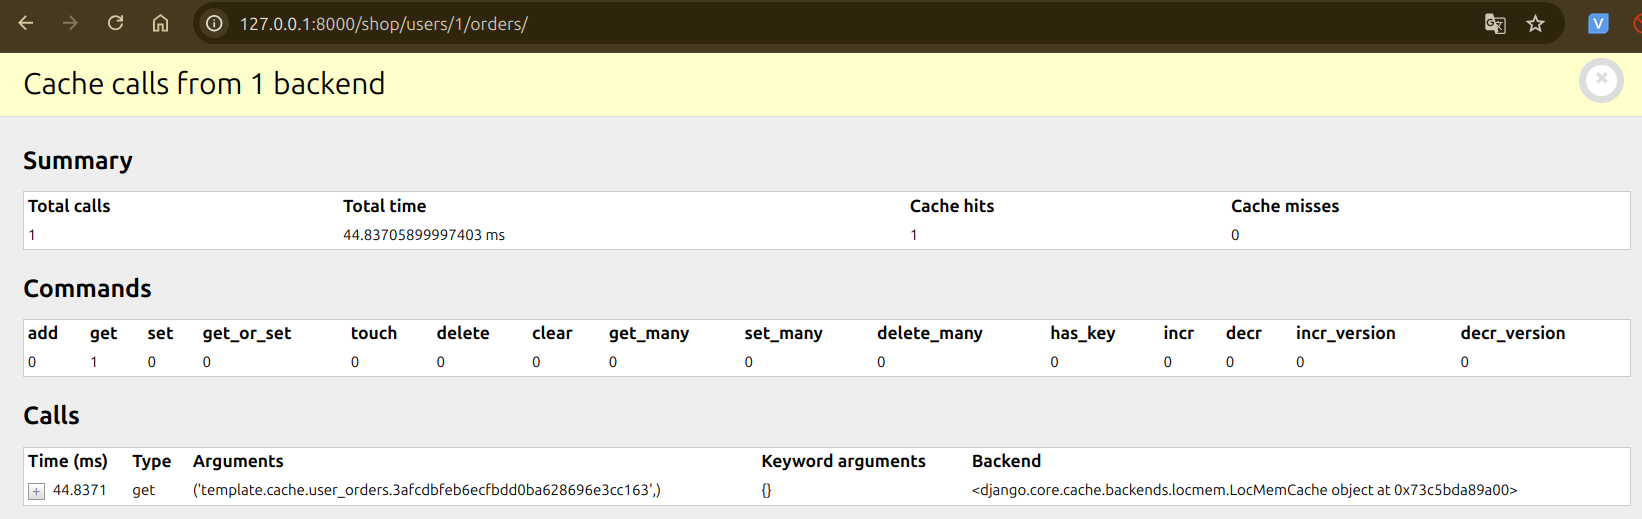 127.0.0.1:8000/shop/users/1/orders/
V
Cache calls from 1 backend
Summary
Total calls Total time Cache hits Cache misses
1 44.83705899997403 ms 1 0
Commands
add get set get_or_set touch delete clear get_many set_many delete_many has_key incr decr incr_version decr_version
0 1 0 0 0 0 0 0 0 0 0 0 0 0 0
Calls
Time (ms) Type Arguments Keyword arguments Backend
+ 44.8371 get ('template.cache.user_orders.3afcdbfeb6ecfbdd0ba628696e3cc163',) {} <django.core.cache.backends.locmem.LocMemCache object at 0x73c5bda89a00>